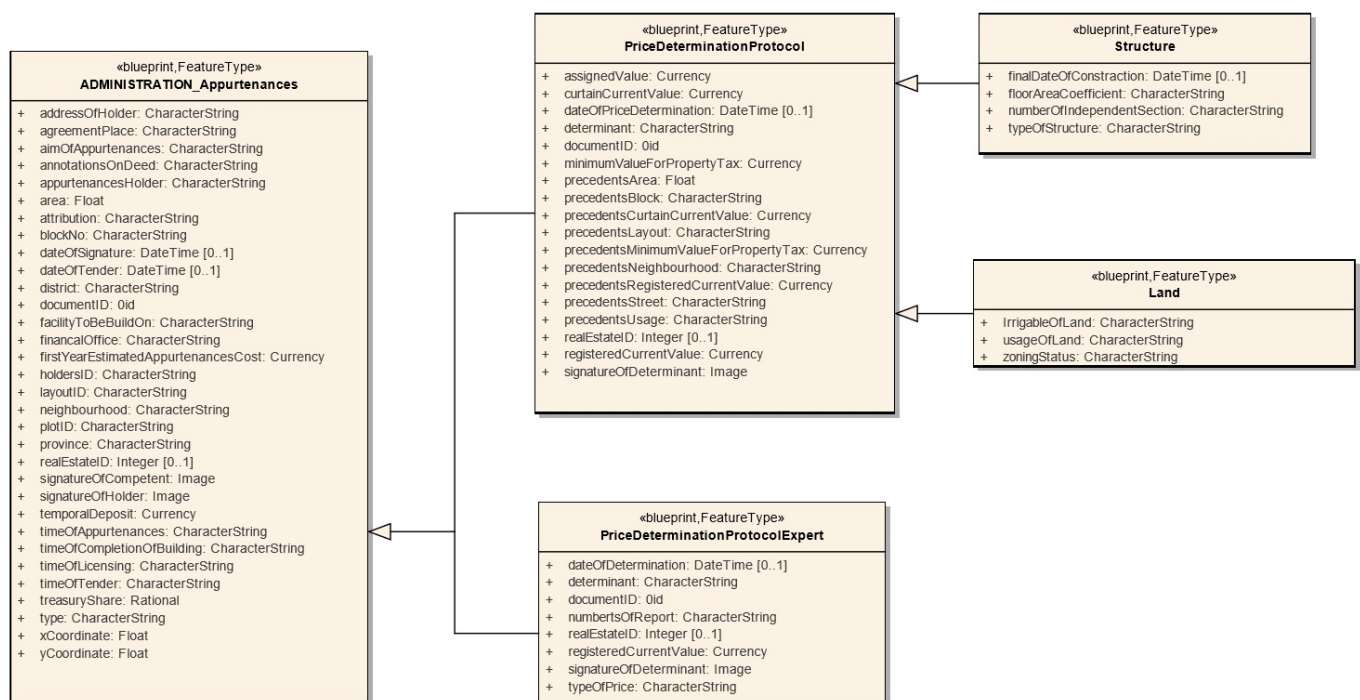 «blueprint,FeatureType»
ADMINISTRATION_Appurtenances
+ addressOfHolder: CharacterString
+ agreementPlace: CharacterString
+ aimOfAppurtenances: CharacterString
+ annotationsOnDeed: CharacterString
+ appurtenancesHolder: CharacterString
+ area: Float
+ attribution: CharacterString
+ blockNo: CharacterString
+ dateOfSignature: DateTime [0..1]
+ dateOfTender: DateTime [0..1]
+ district: CharacterString
+ documentID: 0id
+ facilityToBeBuildOn: CharacterString
+ financalOffice: CharacterString
+ firstYearEstimatedAppurtenancesCost: Currency
+ holdersID: CharacterString
+ layoutID: CharacterString
+ neighbourhood: CharacterString
+ plotID: CharacterString
+ province: CharacterString
+ realEstateID: Integer [0..1]
+ signatureOfCompetent: Image
+ signatureOfHolder: Image
+ temporalDeposit: Currency
+ timeOfAppurtenances: CharacterString
+ timeOfCompletionOfBuilding: CharacterString
+ timeOfLicensing: CharacterString
+ timeOfTender: CharacterString
+ treasuryShare: Rational
+ type: CharacterString
+ xCoordinate: Float
+ yCoordinate: Float
«blueprint,FeatureType»
PriceDeterminationProtocol
+ assignedValue: Currency
+ curtainCurrentValue: Currency
+ dateOfPriceDetermination: DateTime [0..1]
+ determinant: CharacterString
+ documentID: 0id
+ minimumValueForPropertyTax: Currency
+ precedentsArea: Float
+ precedentsBlock: CharacterString
+ precedentsCurtainCurrentValue: Currency
+ precedentsLayout: CharacterString
+ precedentsMinimumValueForPropertyTax: Currency
+ precedentsNeighbourhood: CharacterString
+ precedentsRegisteredCurrentValue: Currency
+ precedentsStreet: CharacterString
+ precedentsUsage: CharacterString
+ realEstateID: Integer [0..1]
+ registeredCurrentValue: Currency
+ signatureOfDeterminant: Image
«blueprint,FeatureType»
PriceDeterminationProtocolExpert
+ dateOfDetermination: DateTime [0..1]
+ determinant: CharacterString
+ documentID: 0id
+ numbertsOfReport: CharacterString
+ realEstateID: Integer [0..1]
+ registeredCurrentValue: Currency
+ signatureOfDeterminant: Image
+ typeOfPrice: CharacterString
«blueprint,FeatureType»
Structure
+ finalDateOfConstraction: DateTime [0..1]
+ floorAreaCoefficient: CharacterString
+ numberOfIndependentSection: CharacterString
+ typeOfStructure: CharacterString
«blueprint,FeatureType»
Land
+ IrrigableOfLand: CharacterString
+ usageOfLand: CharacterString
+ zoningStatus: CharacterString